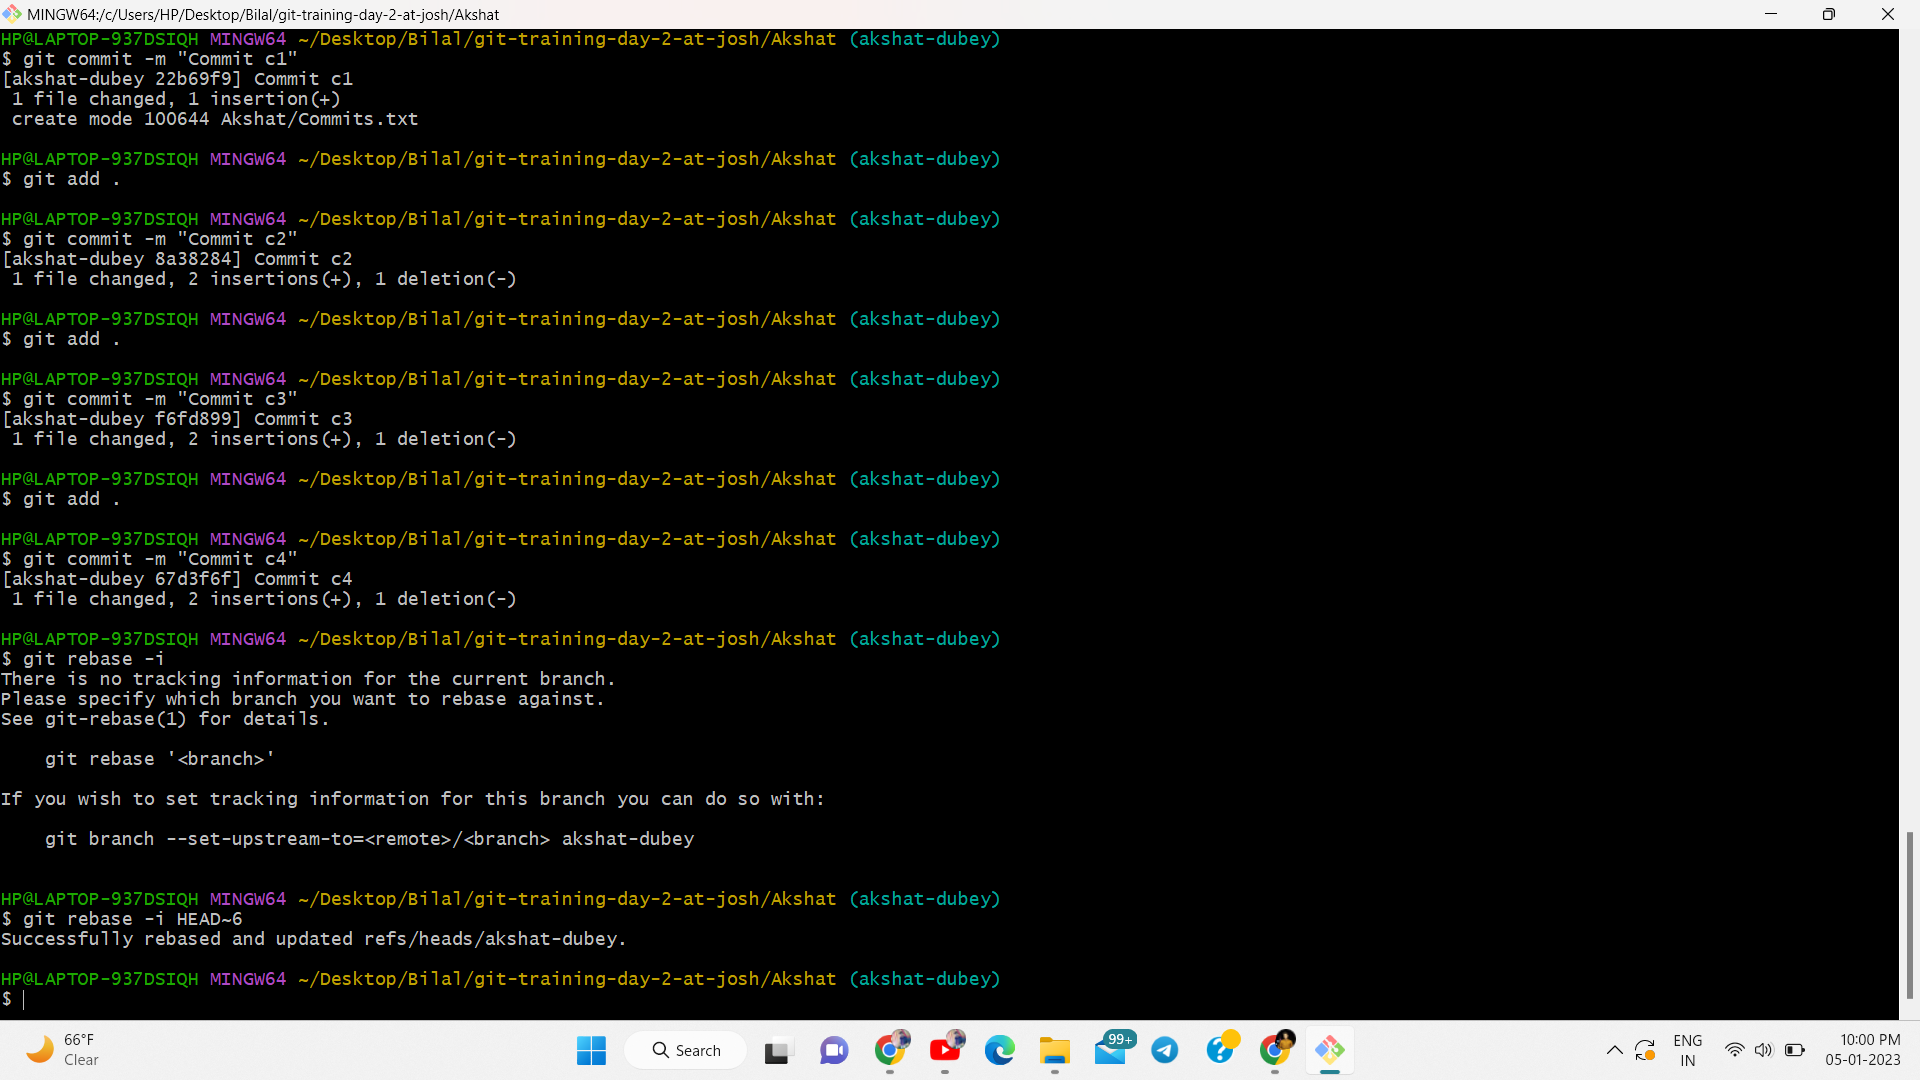 MINGW64:/c/Users/HP/Desktop/Bilal/git-training-day-2-at-josh/Akshat
HP@LAPTOP-937DSIQH MINGW64 ~/Desktop/Bilal/git-training-day-2-at-josh/Akshat (akshat-dubey)
$ git commit -m "Commit c1"
[akshat-dubey 22b69f9] Commit c1
 1 file changed, 1 insertion(+)
 create mode 100644 Akshat/Commits.txt
HP@LAPTOP-937DSIQH MINGW64 ~/Desktop/Bilal/git-training-day-2-at-josh/Akshat (akshat-dubey)
$ git add .
HP@LAPTOP-937DSIQH MINGW64 ~/Desktop/Bilal/git-training-day-2-at-josh/Akshat (akshat-dubey)
$ git commit -m "Commit c2"
[akshat-dubey 8a38284] Commit c2
 1 file changed, 2 insertions(+), 1 deletion(-)
HP@LAPTOP-937DSIQH MINGW64 ~/Desktop/Bilal/git-training-day-2-at-josh/Akshat (akshat-dubey)
$ git add .
HP@LAPTOP-937DSIQH MINGW64 ~/Desktop/Bilal/git-training-day-2-at-josh/Akshat (akshat-dubey)
$ git commit -m "Commit c3"
[akshat-dubey f6fd899] Commit c3
 1 file changed, 2 insertions(+), 1 deletion(-)
HP@LAPTOP-937DSIQH MINGW64 ~/Desktop/Bilal/git-training-day-2-at-josh/Akshat (akshat-dubey)
$ git add .
HP@LAPTOP-937DSIQH MINGW64 ~/Desktop/Bilal/git-training-day-2-at-josh/Akshat (akshat-dubey)
$ git commit -m "Commit c4"
[akshat-dubey 67d3f6f] Commit c4
 1 file changed, 2 insertions(+), 1 deletion(-)
HP@LAPTOP-937DSIQH MINGW64 ~/Desktop/Bilal/git-training-day-2-at-josh/Akshat (akshat-dubey)
$ git rebase -i
There is no tracking information for the current branch.
Please specify which branch you want to rebase against.
See git-rebase(1) for details.
    git rebase '<branch>'
If you wish to set tracking information for this branch you can do so with:
    git branch --set-upstream-to=<remote>/<branch> akshat-dubey
HP@LAPTOP-937DSIQH MINGW64 ~/Desktop/Bilal/git-training-day-2-at-josh/Akshat (akshat-dubey)
$ git rebase -i HEAD~6
Successfully rebased and updated refs/heads/akshat-dubey.
HP@LAPTOP-937DSIQH MINGW64 ~/Desktop/Bilal/git-training-day-2-at-josh/Akshat (akshat-dubey)
$
66°F
Clear
Search
99+
ENG
IN
10:00 PM
05-01-2023